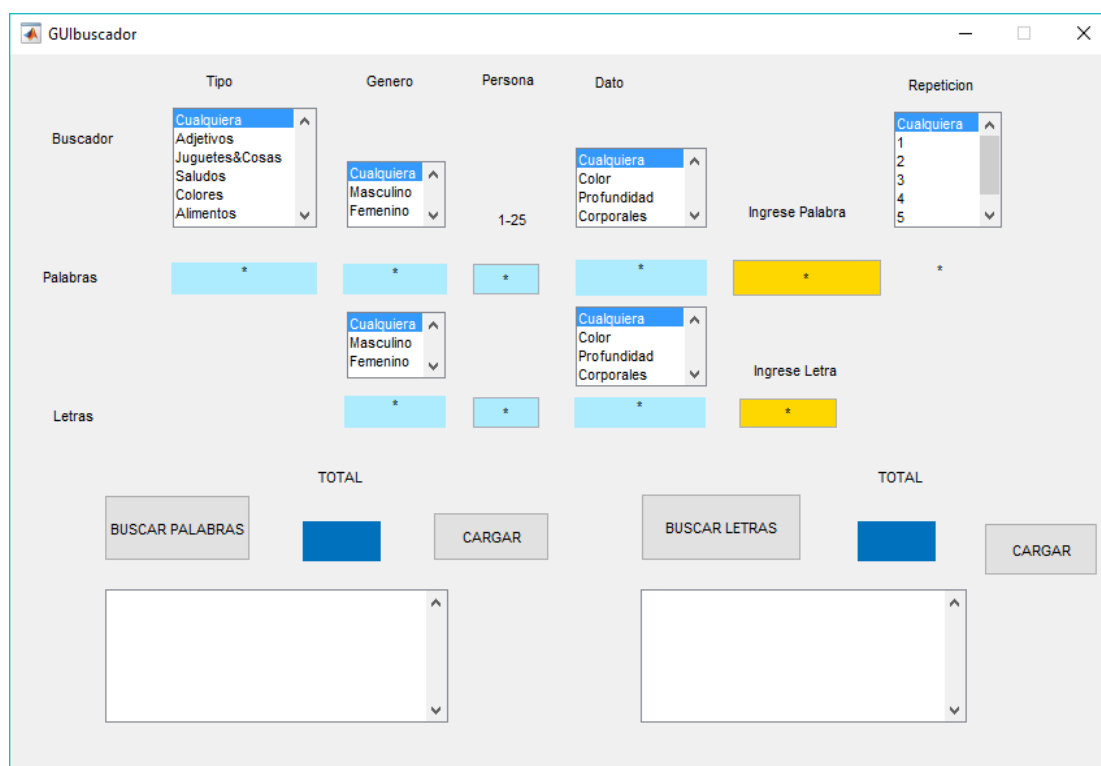 GUIbuscador
Tipo
Genero
Persona
Dato
Repeticion
Buscador
Cualquiera
Adjetivos
Juguetes&Cosas
Saludos
Colores
Alimentos
Cualquiera
Masculino
Femenino
1-25
Cualquiera
Color
Profundidad
Corporales
Ingrese Palabra
Cualquiera
1
2
3
4
5
Palabras
*
*
*
*
*
*
Cualquiera
Masculino
Femenino
Cualquiera
Color
Profundidad
Corporales
Ingrese Letra
Letras
*
*
*
*
TOTAL
TOTAL
BUSCAR PALABRAS
CARGAR
BUSCAR LETRAS
CARGAR